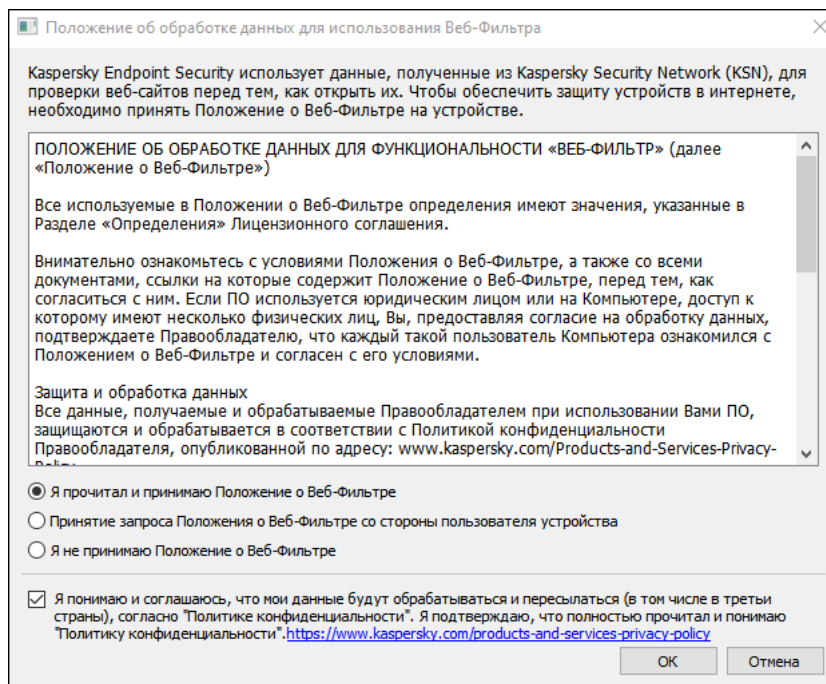 Положение об обработке данных для использования Веб-Фильтра
Kaspersky Endpoint Security использует данные, полученные из Kaspersky Security Network (KSN), для
проверки веб-сайтов перед тем, как открыть их. Чтобы обеспечить защиту устройств в интернете,
необходимо принять Положение о Веб-Фильтре на устройстве.
ПОЛОЖЕНИЕ ОБ ОБРАБОТКЕ ДАННЫХ ДЛЯ ФУНКЦИОНАЛЬНОСТИ «ВЕБ-ФИЛЬТР» (далее
«Положение о Веб-Фильтре»)
Все используемые в Положении о Веб-Фильтре определения имеют значения, указанные в
Разделе «Определения» Лицензионного соглашения.
Внимательно ознакомьтесь с условиями Положения о Веб-Фильтре, а также со всеми
документами, ссылки на которые содержит Положение о Веб-Фильтре, перед тем, как
согласиться с ним. Если ПО используется юридическим лицом или на Компьютере, доступ к
которому имеют несколько физических лиц, Вы, предоставляя согласие на обработку данных,
подтверждаете Правообладателю, что каждый такой пользователь Компьютера ознакомился с
Положением о Веб-Фильтре и согласен с его условиями.
Защита и обработка данных
Все данные, получаемые и обрабатываемые Правообладателем при использовании Вами ПО,
защищаются и обрабатывается в соответствии с Политикой конфиденциальности
Правообладателя, опубликованной по адресу: www.kaspersky.com/Products-and-Services-Privacy-
Policy
Я прочитал и принимаю Положение о Веб-Фильтре
Принятие запроса Положения о Веб-Фильтре со стороны пользователя устройства
Я не принимаю Положение о Веб-Фильтре
Я понимаю и соглашаюсь, что мои данные будут обрабатываться и пересылаться (в том числе в третьи
страны), согласно "Политике конфиденциальности". Я подтверждаю, что полностью прочитал и понимаю
"Политику конфиденциальности".https://www.kaspersky.com/products-and-services-privacy-policy
OK Отмена